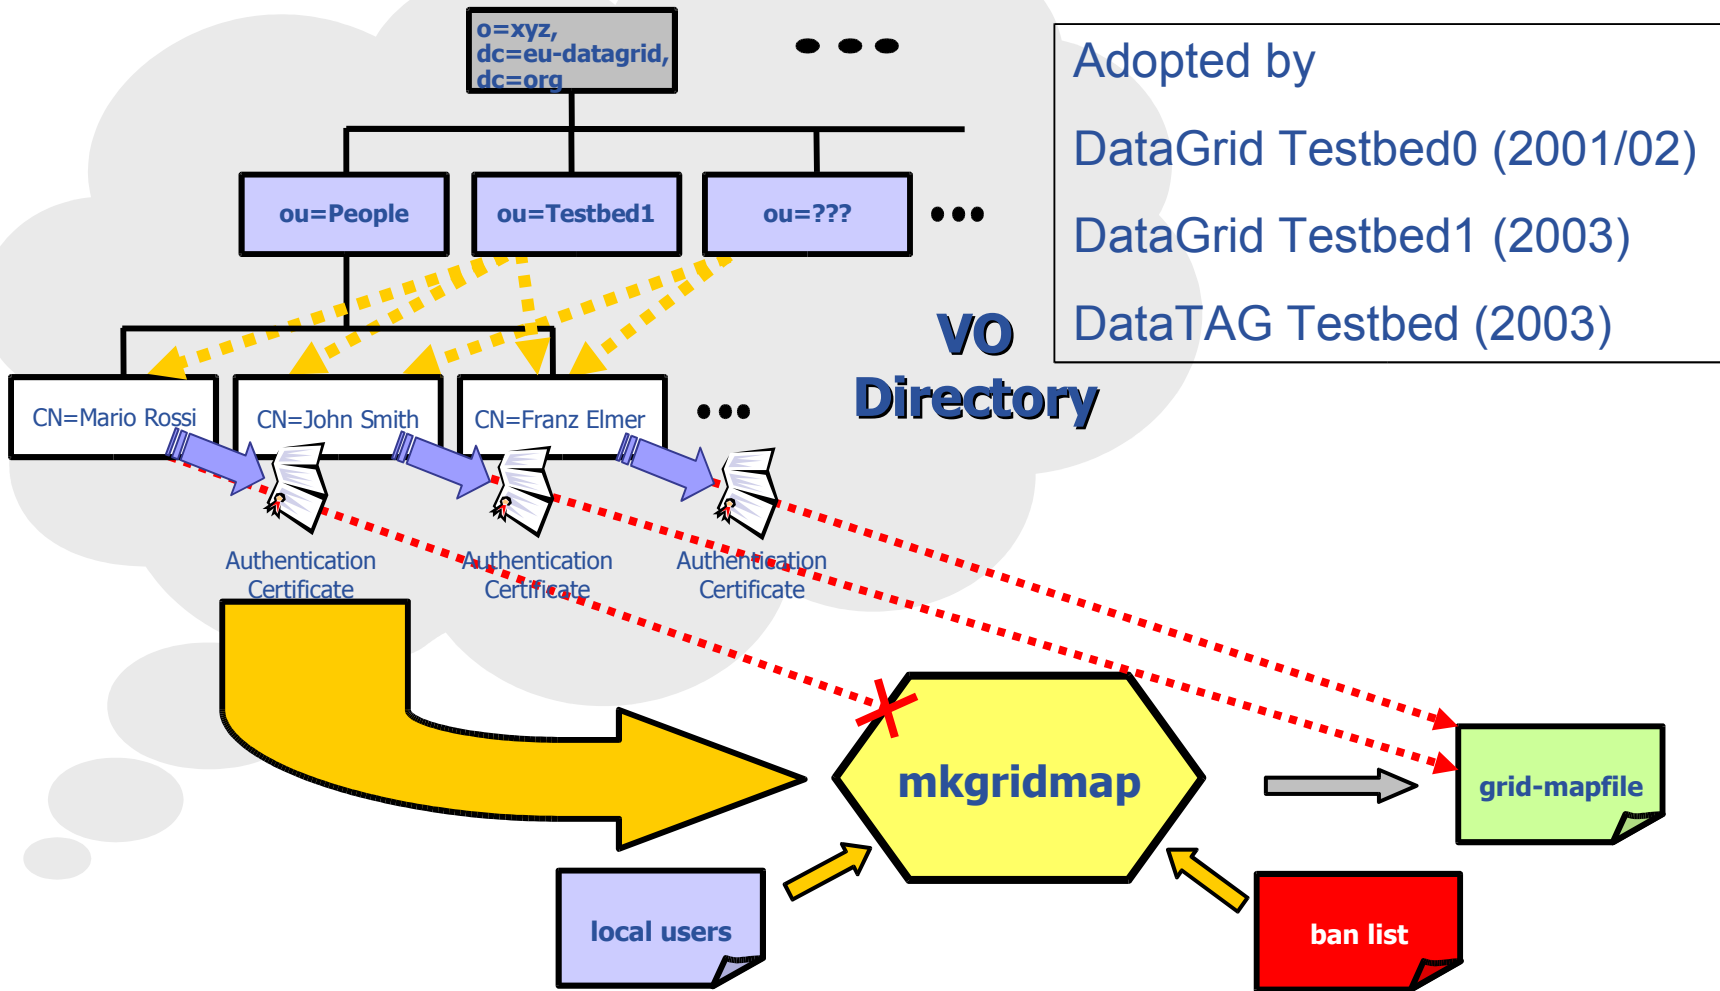 o=xyz,
dc=eu-datagrid,
dc=org
Adopted by
DataGrid Testbed0 (2001/02)
DataGrid Testbed1 (2003)
DataTAG Testbed (2003)
ou=People
ou=Testbed1
ou=???
VO
Directory
CN=Mario Rossi
CN=John Smith
CN=Franz Elmer
Authentication
Certificate
Authentication
Certificate
Authentication
Certificate
mkgridmap
grid-mapfile
local users
ban list